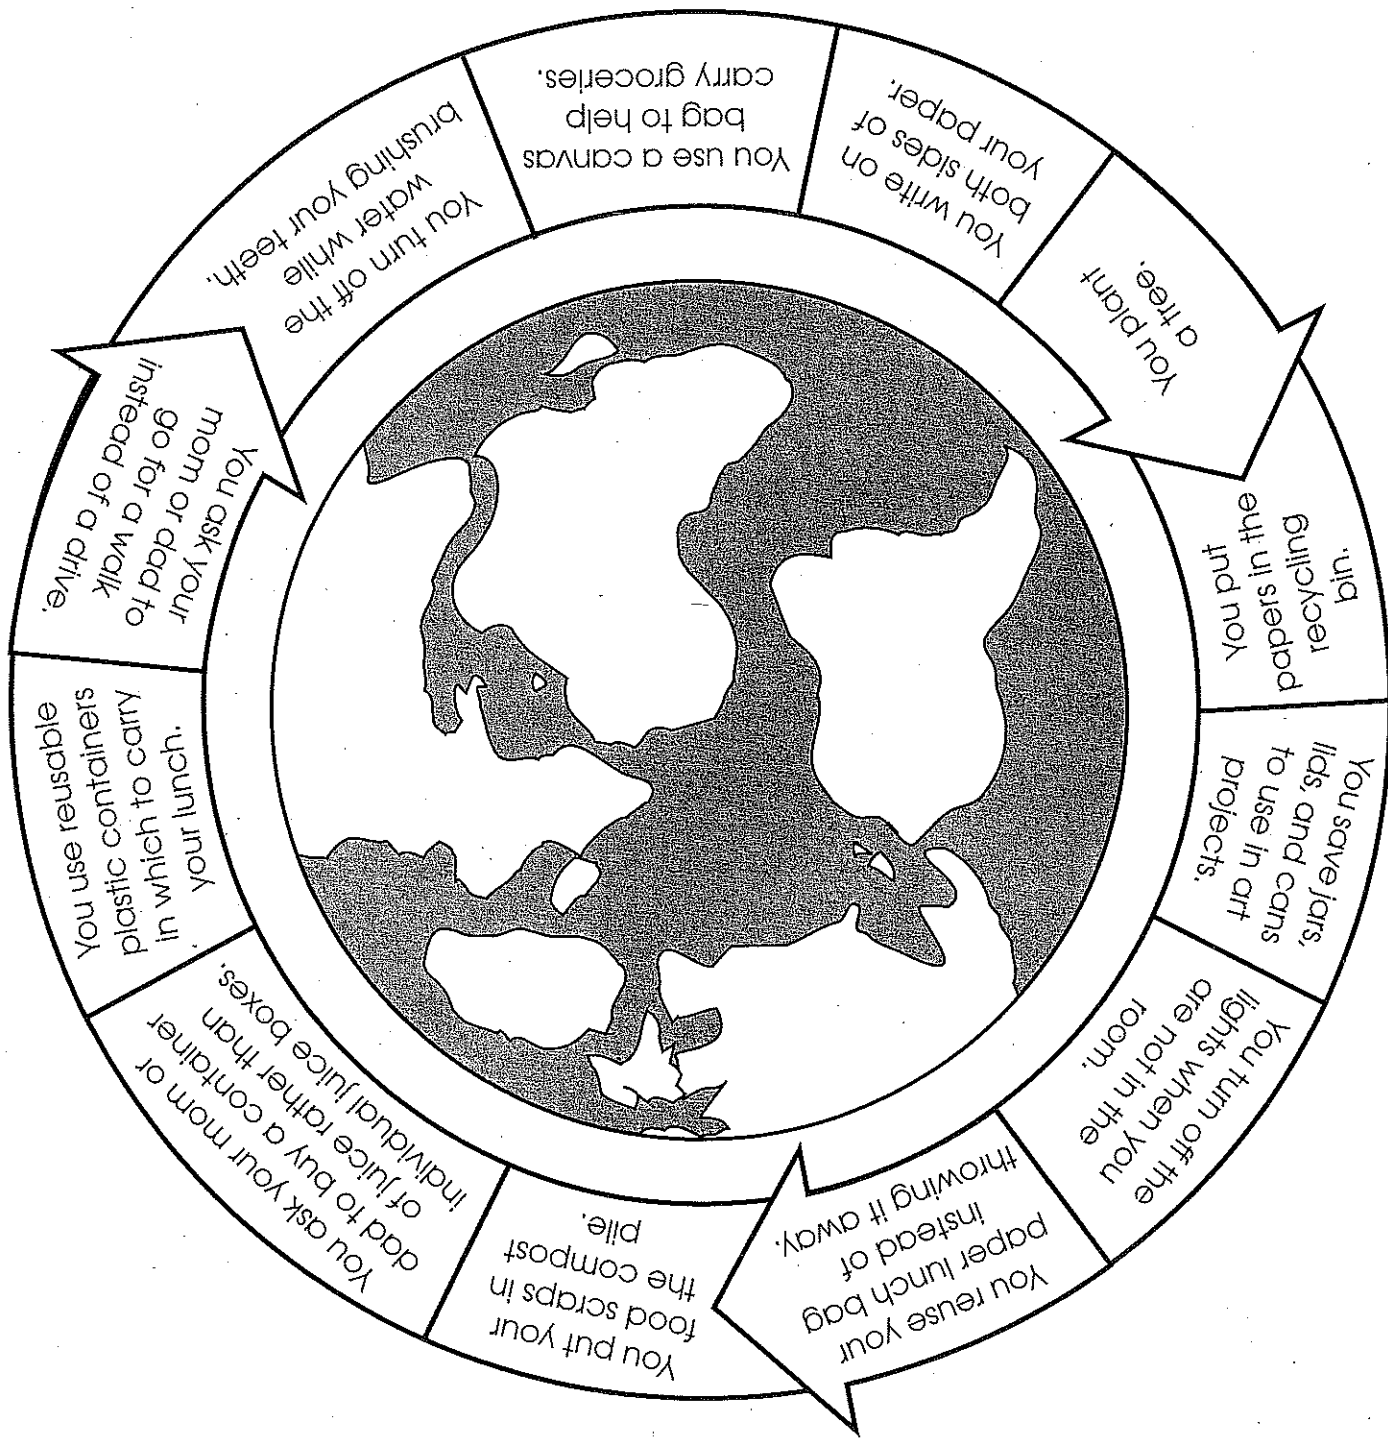 You plant
a tree.
You put
papers in the
recycling
bin.
You save jars,
lids, and cans
to use in art
projects.
You turn off the
lights when you
are not in the
room.
You reuse your
paper lunch bag
instead of
throwing it away.
You put your
food scraps in
the compost
pile.
You ask your mom or
dad to buy a container
of juice rather than
individual juice boxes.
You use reusable
plastic containers
in which to carry
your lunch.
You ask your
mom or dad to
go for a walk
instead of a drive.
You turn off the
water while
brushing your teeth.
You use a canvas
bag to help
carry groceries.
You write on
both sides of
your paper.